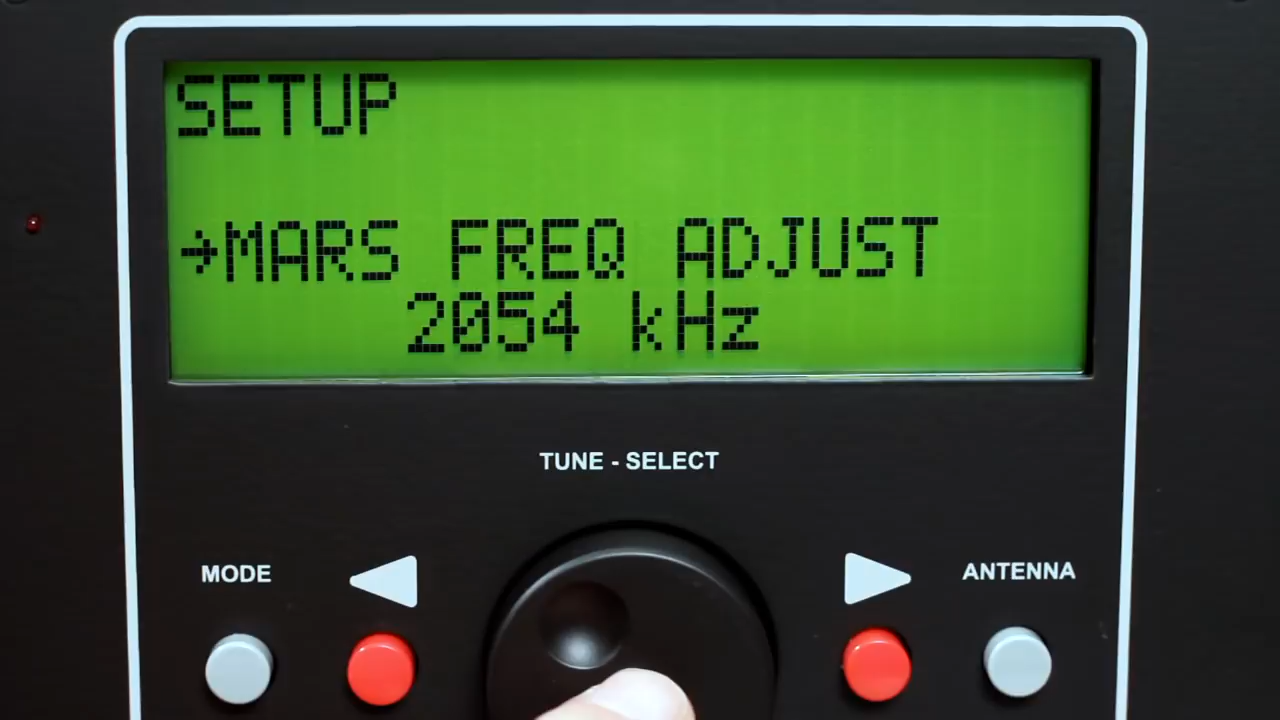 SETUP
→MARS FREQ ADJUST
2054 kHz
TUNE - SELECT
MODE
ANTENNA